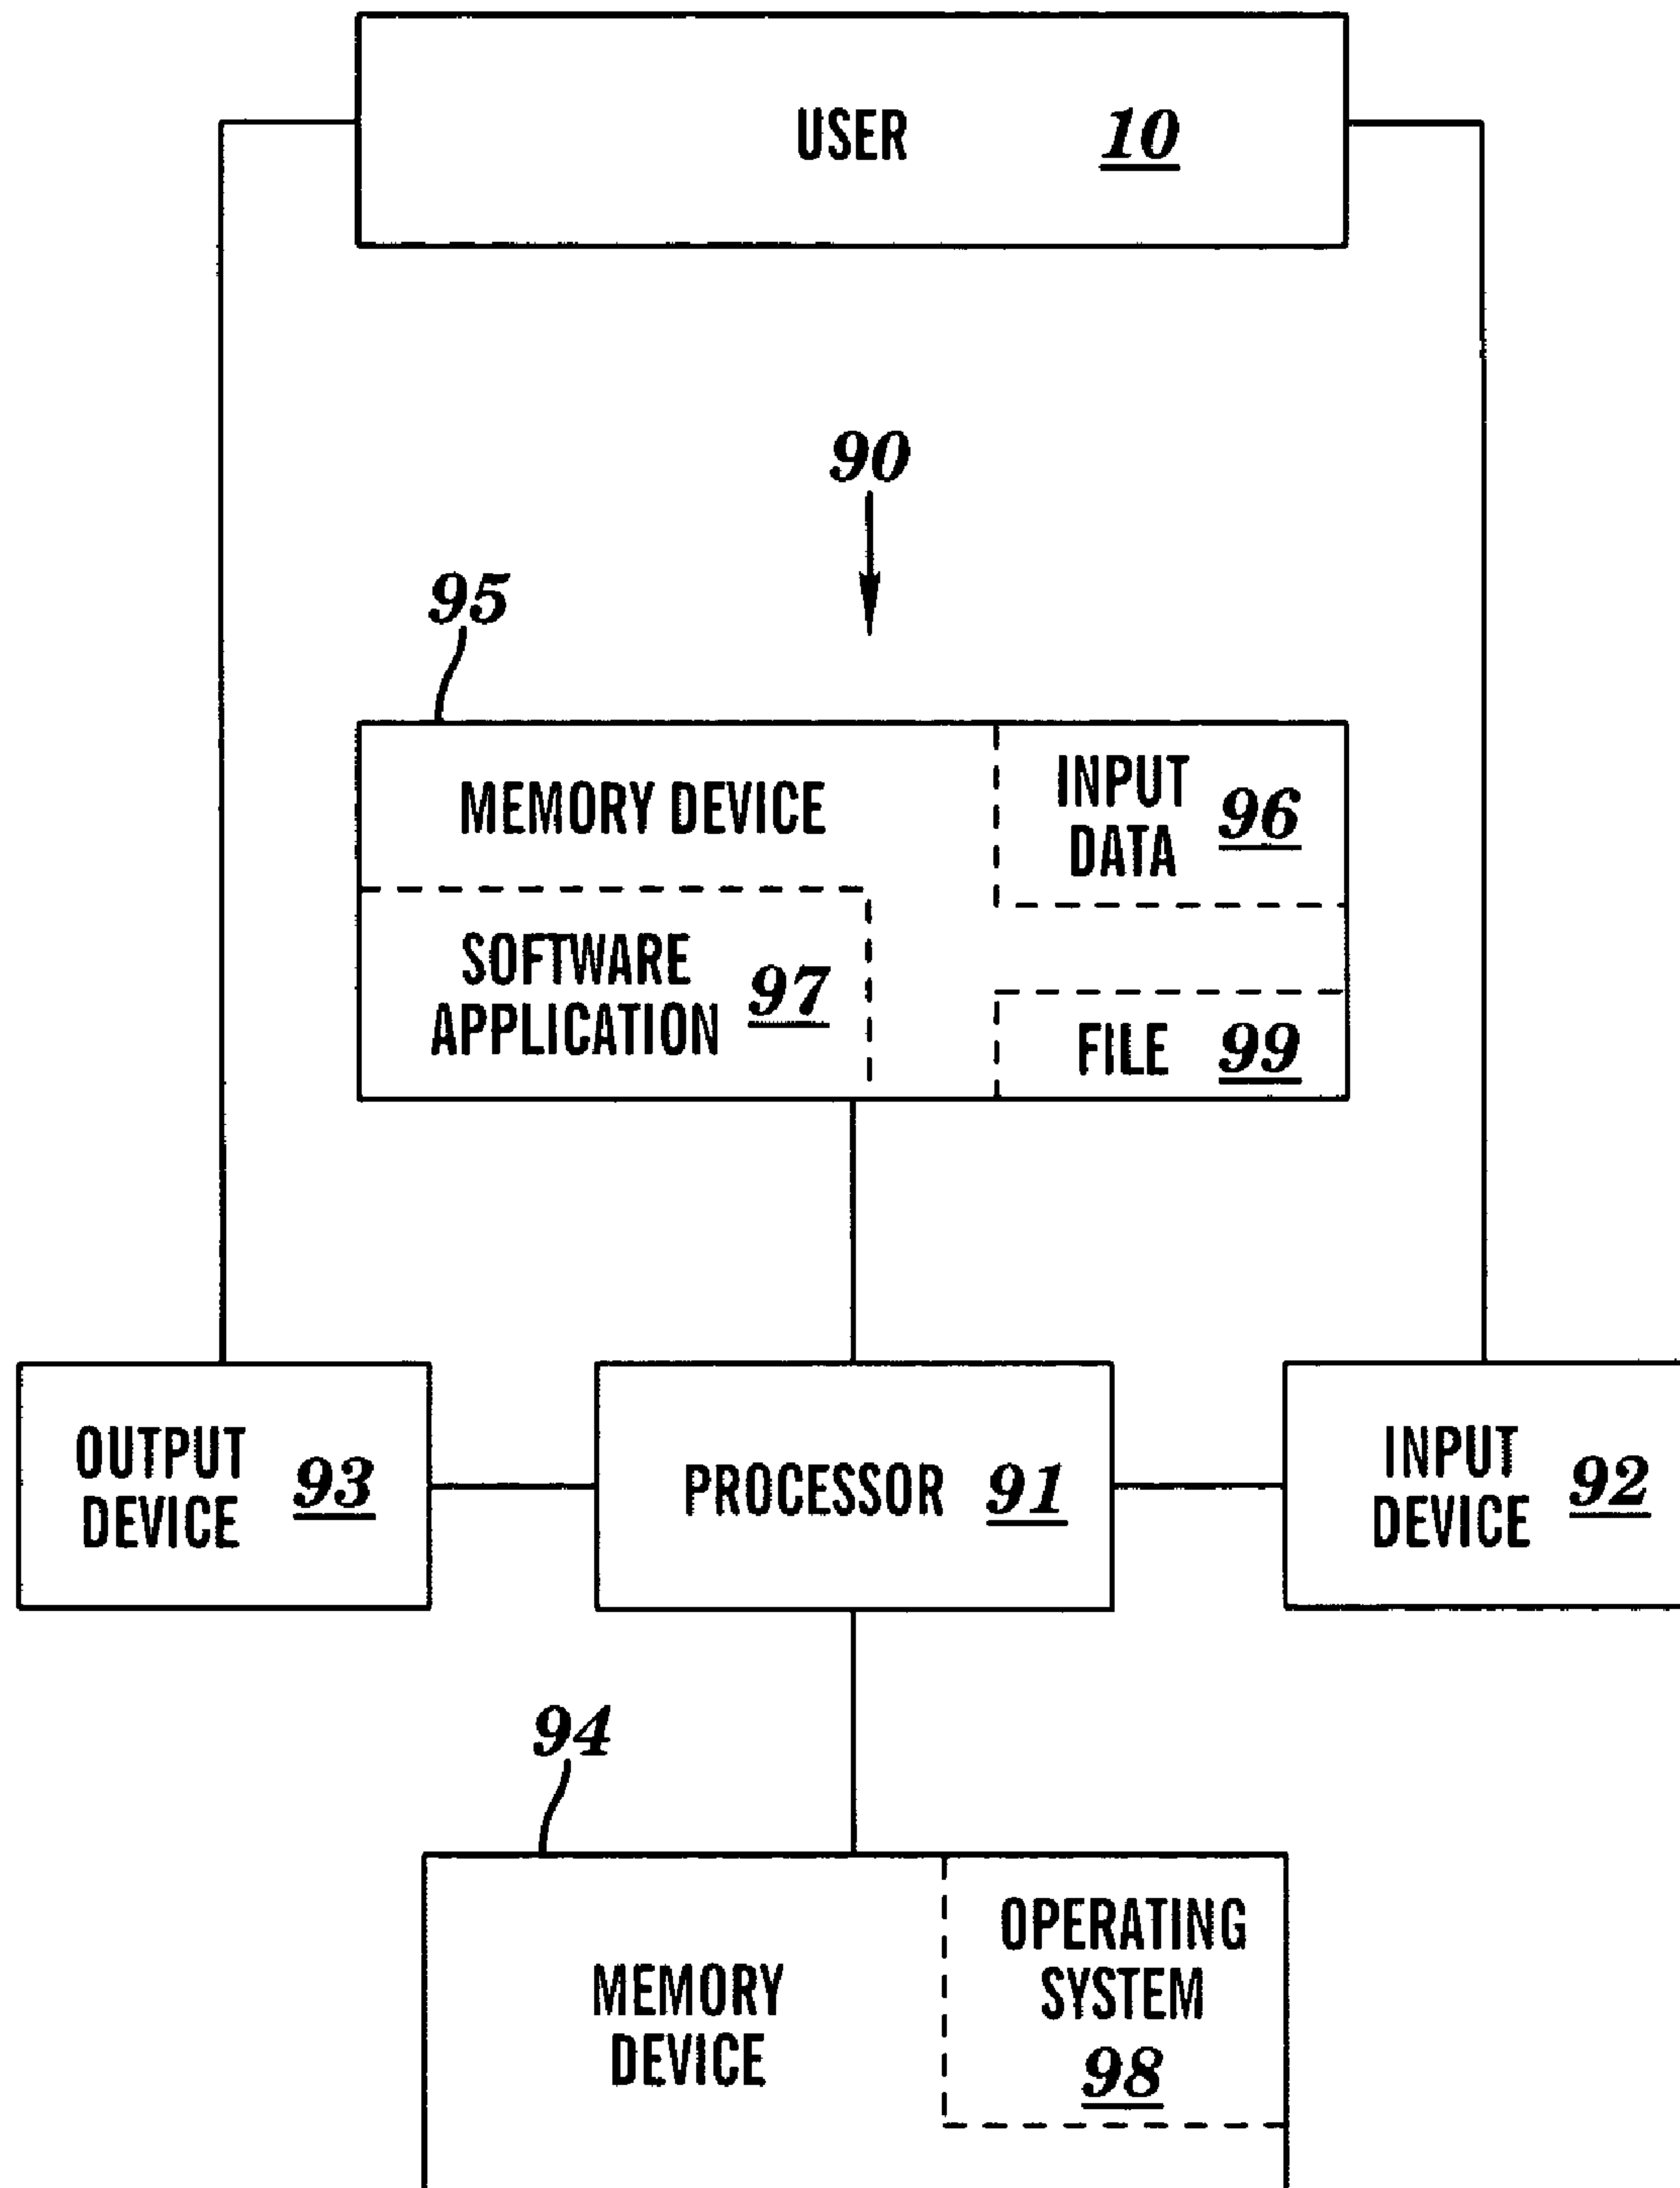 USER 10
90
95
MEMORY DEVICE
INPUT
DATA 96
SOFTWARE
APPLICATION 97
FILE 99
OUTPUT
DEVICE 93
PROCESSOR 91
INPUT
DEVICE 92
94
MEMORY
DEVICE
OPERATING
SYSTEM
98